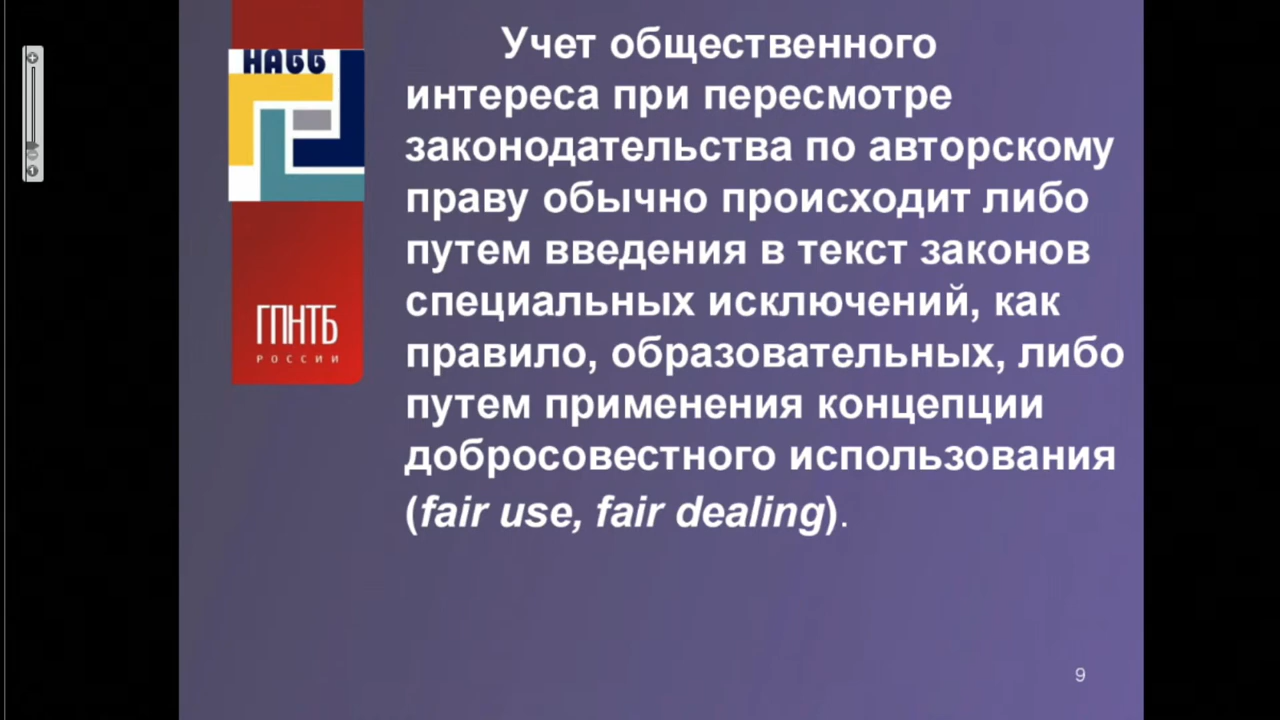 НАББ
ГПНТБ
РОССИИ
Учет общественного
интереса при пересмотре
законодательства по авторскому
праву обычно происходит либо
путем введения в текст законов
специальных исключений, как
правило, образовательных, либо
путем применения концепции
добросовестного использования
(fair use, fair dealing).
9